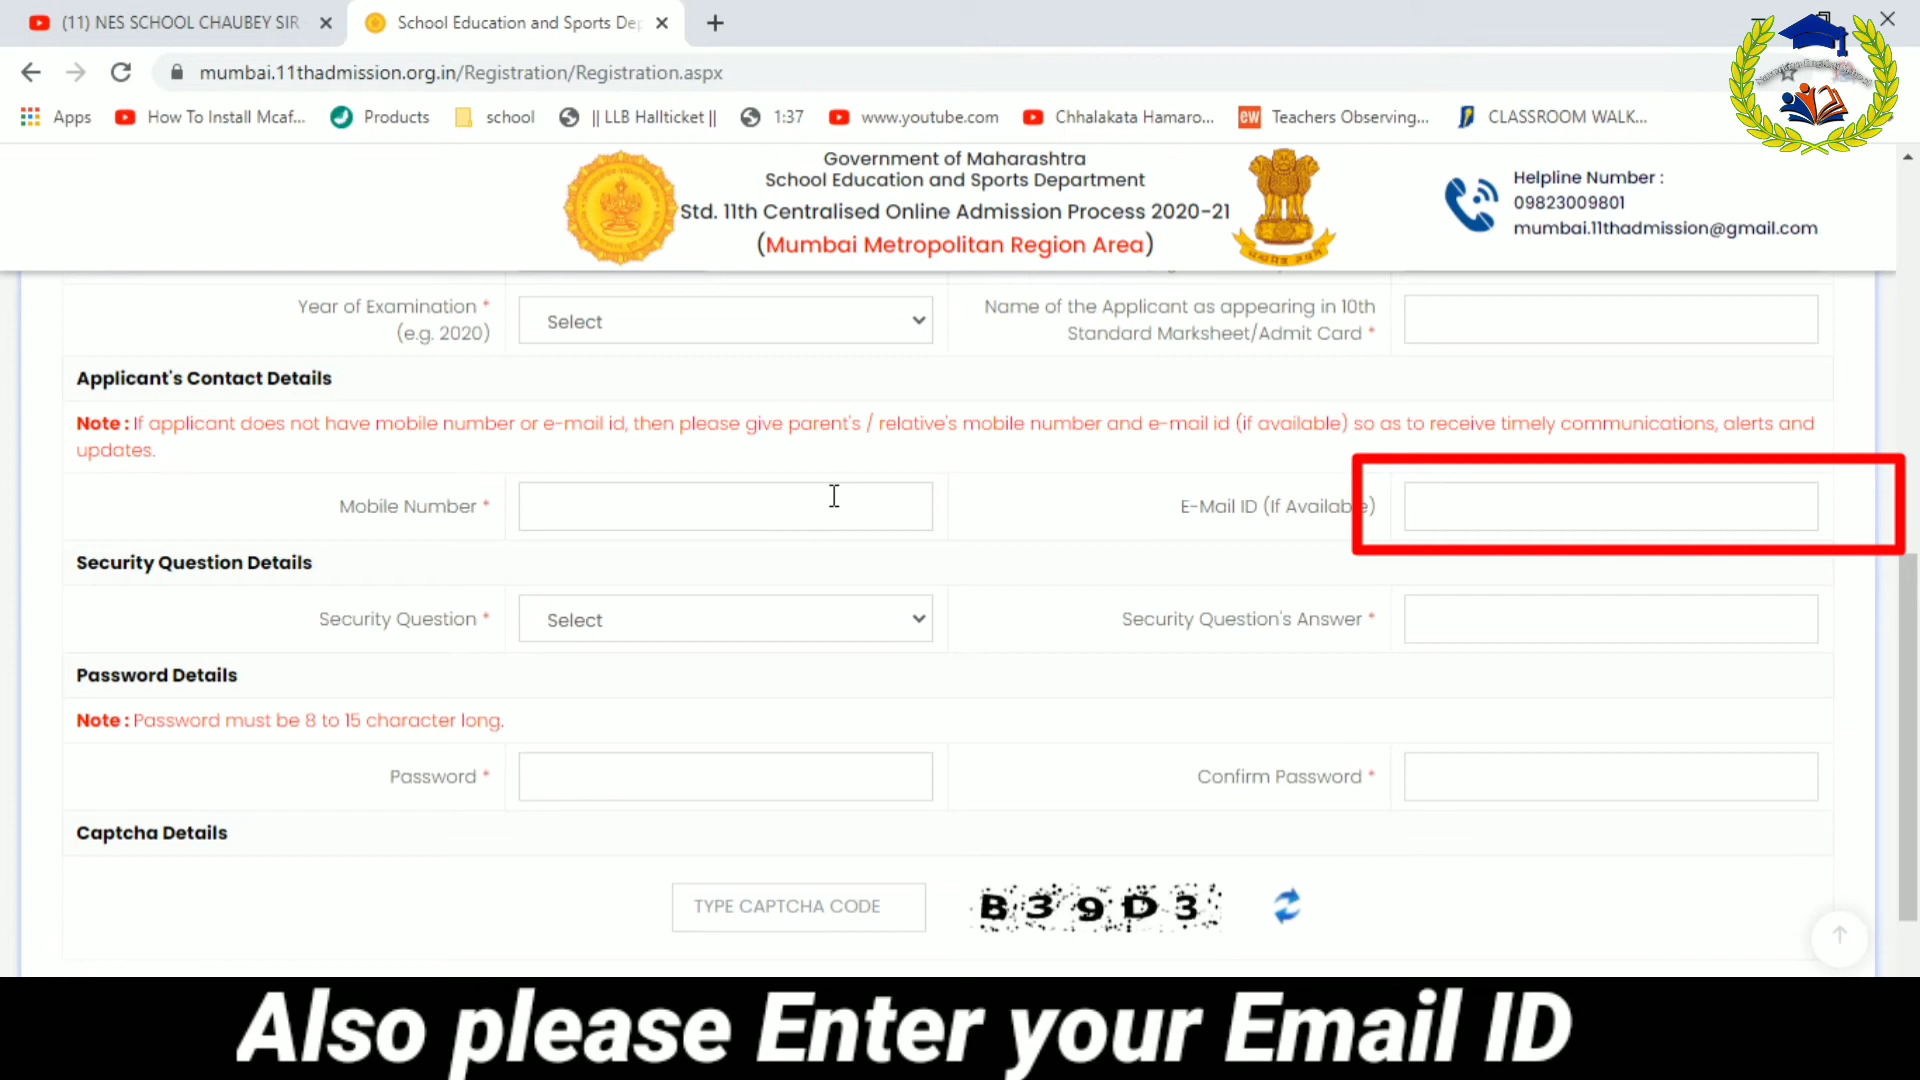 (11) NES SCHOOL CHAUBEY SIR
School Education and Sports De
mumbai.11thadmission.org.in/Registration/Registration.aspx
Apps
How To Install Mcaf...
Products
school
|| LLB Hallticket ||
1:37
www.youtube.com
Chhalakata Hamaro...
ew
Teachers Observing...
CLASSROOM WALK...
Government of Maharashtra
School Education and Sports Department
Std. 11th Centralised Online Admission Process 2020-21
(Mumbai Metropolitan Region Area)
Helpline Number :
09823009801
mumbai.11thadmission@gmail.com
Year of Examination *
(e.g. 2020)
Select
Name of the Applicant as appearing in 10th
Standard Marksheet/Admit Card *
Applicant's Contact Details
Note : If applicant does not have mobile number or e-mail id, then please give parent's / relative's mobile number and e-mail id (if available) so as to receive timely communications, alerts and
updates.
Mobile Number *
E-Mail ID (If Available)
Security Question Details
Security Question *
Select
Security Question's Answer *
Password Details
Note : Password must be 8 to 15 character long.
Password *
Confirm Password *
Captcha Details
TYPE CAPTCHA CODE
B39D3
Also please Enter your Email ID